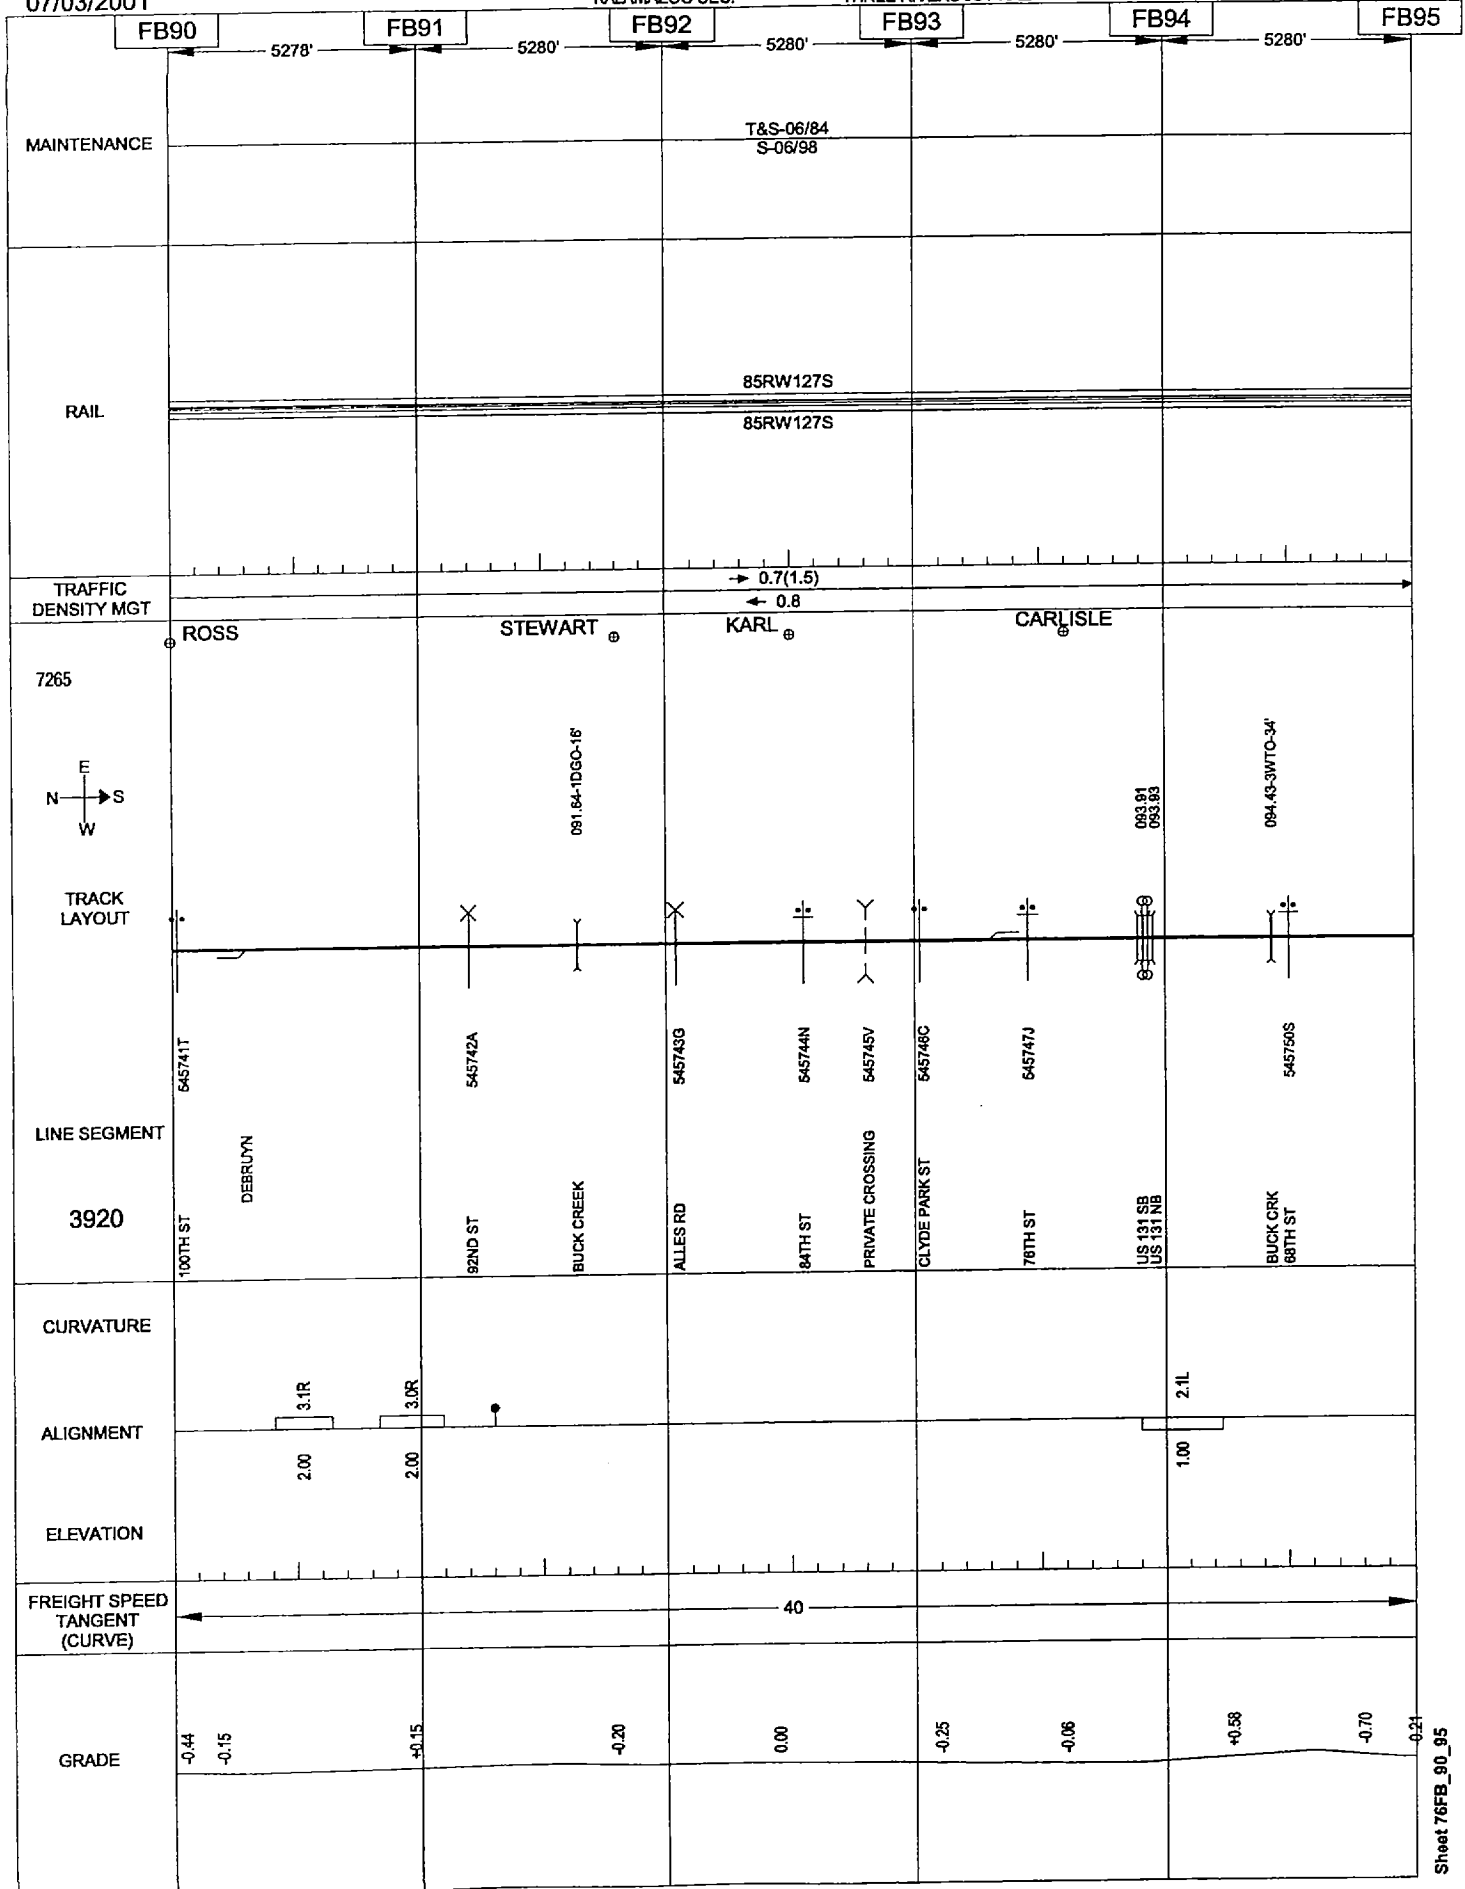 07/03/2001
FB90
FB91
FB92
FB93
FB94
FB95
5278'
5280'
5280'
5280'
5280'
MAINTENANCE
T&S-06/84
S-06/98
RAIL
85RW127S
85RW127S
TRAFFIC
DENSITY MGT
0.7(1.5)
0.8
ROSS
STEWART
KARL
CARLISLE
7265
E
N
S
W
091.64-1DGO-16'
093.91
093.93
094.43-3WTO-34'
TRACK
LAYOUT
545741T
545742A
545743G
545744N
545745V
545746C
545747J
545750S
LINE SEGMENT
3920
100TH ST
DEBRUYN
92ND ST
BUCK CREEK
ALLES RD
84TH ST
PRIVATE CROSSING
CLYDE PARK ST
76TH ST
US 131 SB
US 131 NB
BUCK CRK
68TH ST
CURVATURE
3.1R
3.0R
2.1L
ALIGNMENT
2.00
2.00
1.00
ELEVATION
FREIGHT SPEED
TANGENT
(CURVE)
40
GRADE
-0.44
-0.15
+0.15
-0.20
0.00
-0.25
-0.06
+0.58
-0.70
-0.21
Sheet 76FB_90_95